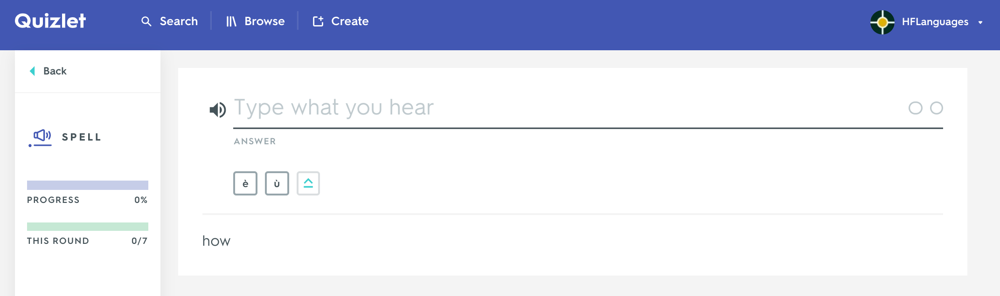 Quizlet
Search
Browse
Create
HFLanguages
Back
SPELL
PROGRESS 0%
THIS ROUND 0/7
Type what you hear
ANSWER
è ù
how